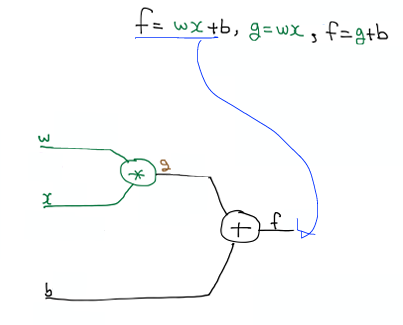 f= wx+b, g=wx, f=g+b
w
g
*
x
f
+
b